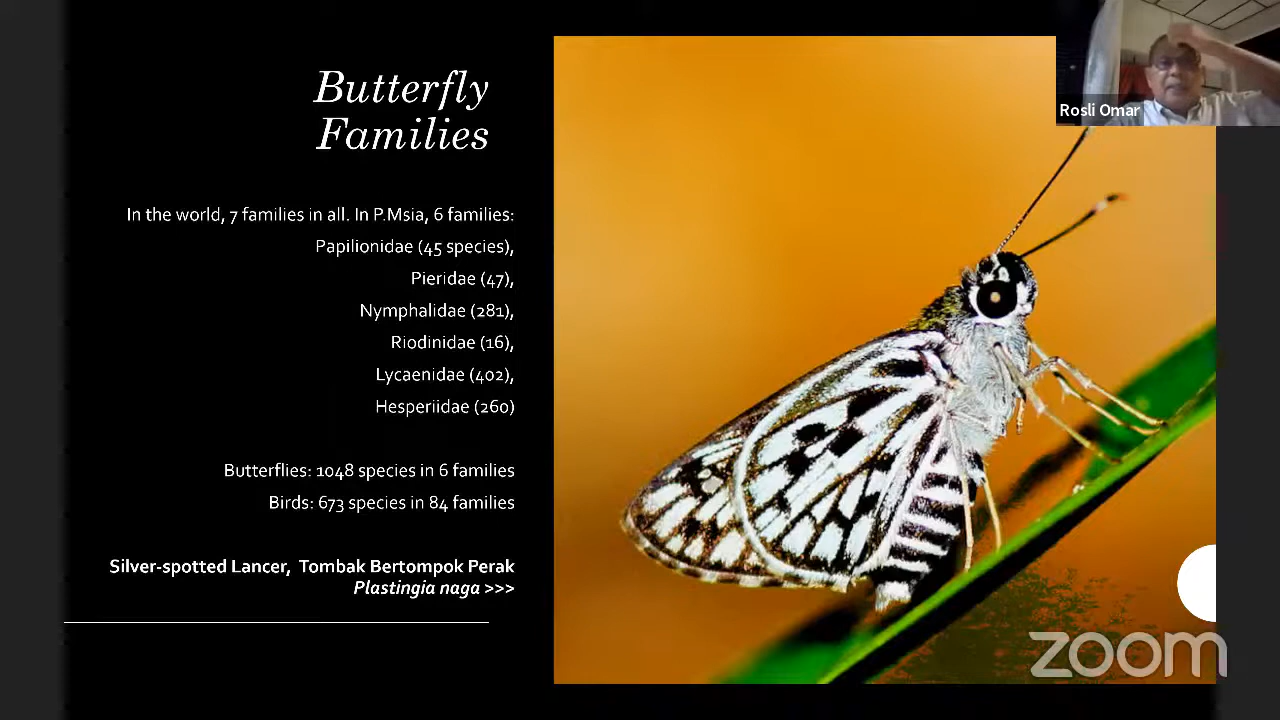 Butterfly
Families
In the world, 7 families in all. In P.Msia, 6 families:
Papilionidae (45 species),
Pieridae (47),
Nymphalidae (281),
Riodinidae (16),
Lycaenidae (402),
Hesperiidae (260)
Butterflies: 1048 species in 6 families
Birds: 673 species in 84 families
Silver-spotted Lancer, Tombak Bertompok Perak
Plastingia naga >>>
Rosli Omar
zoom